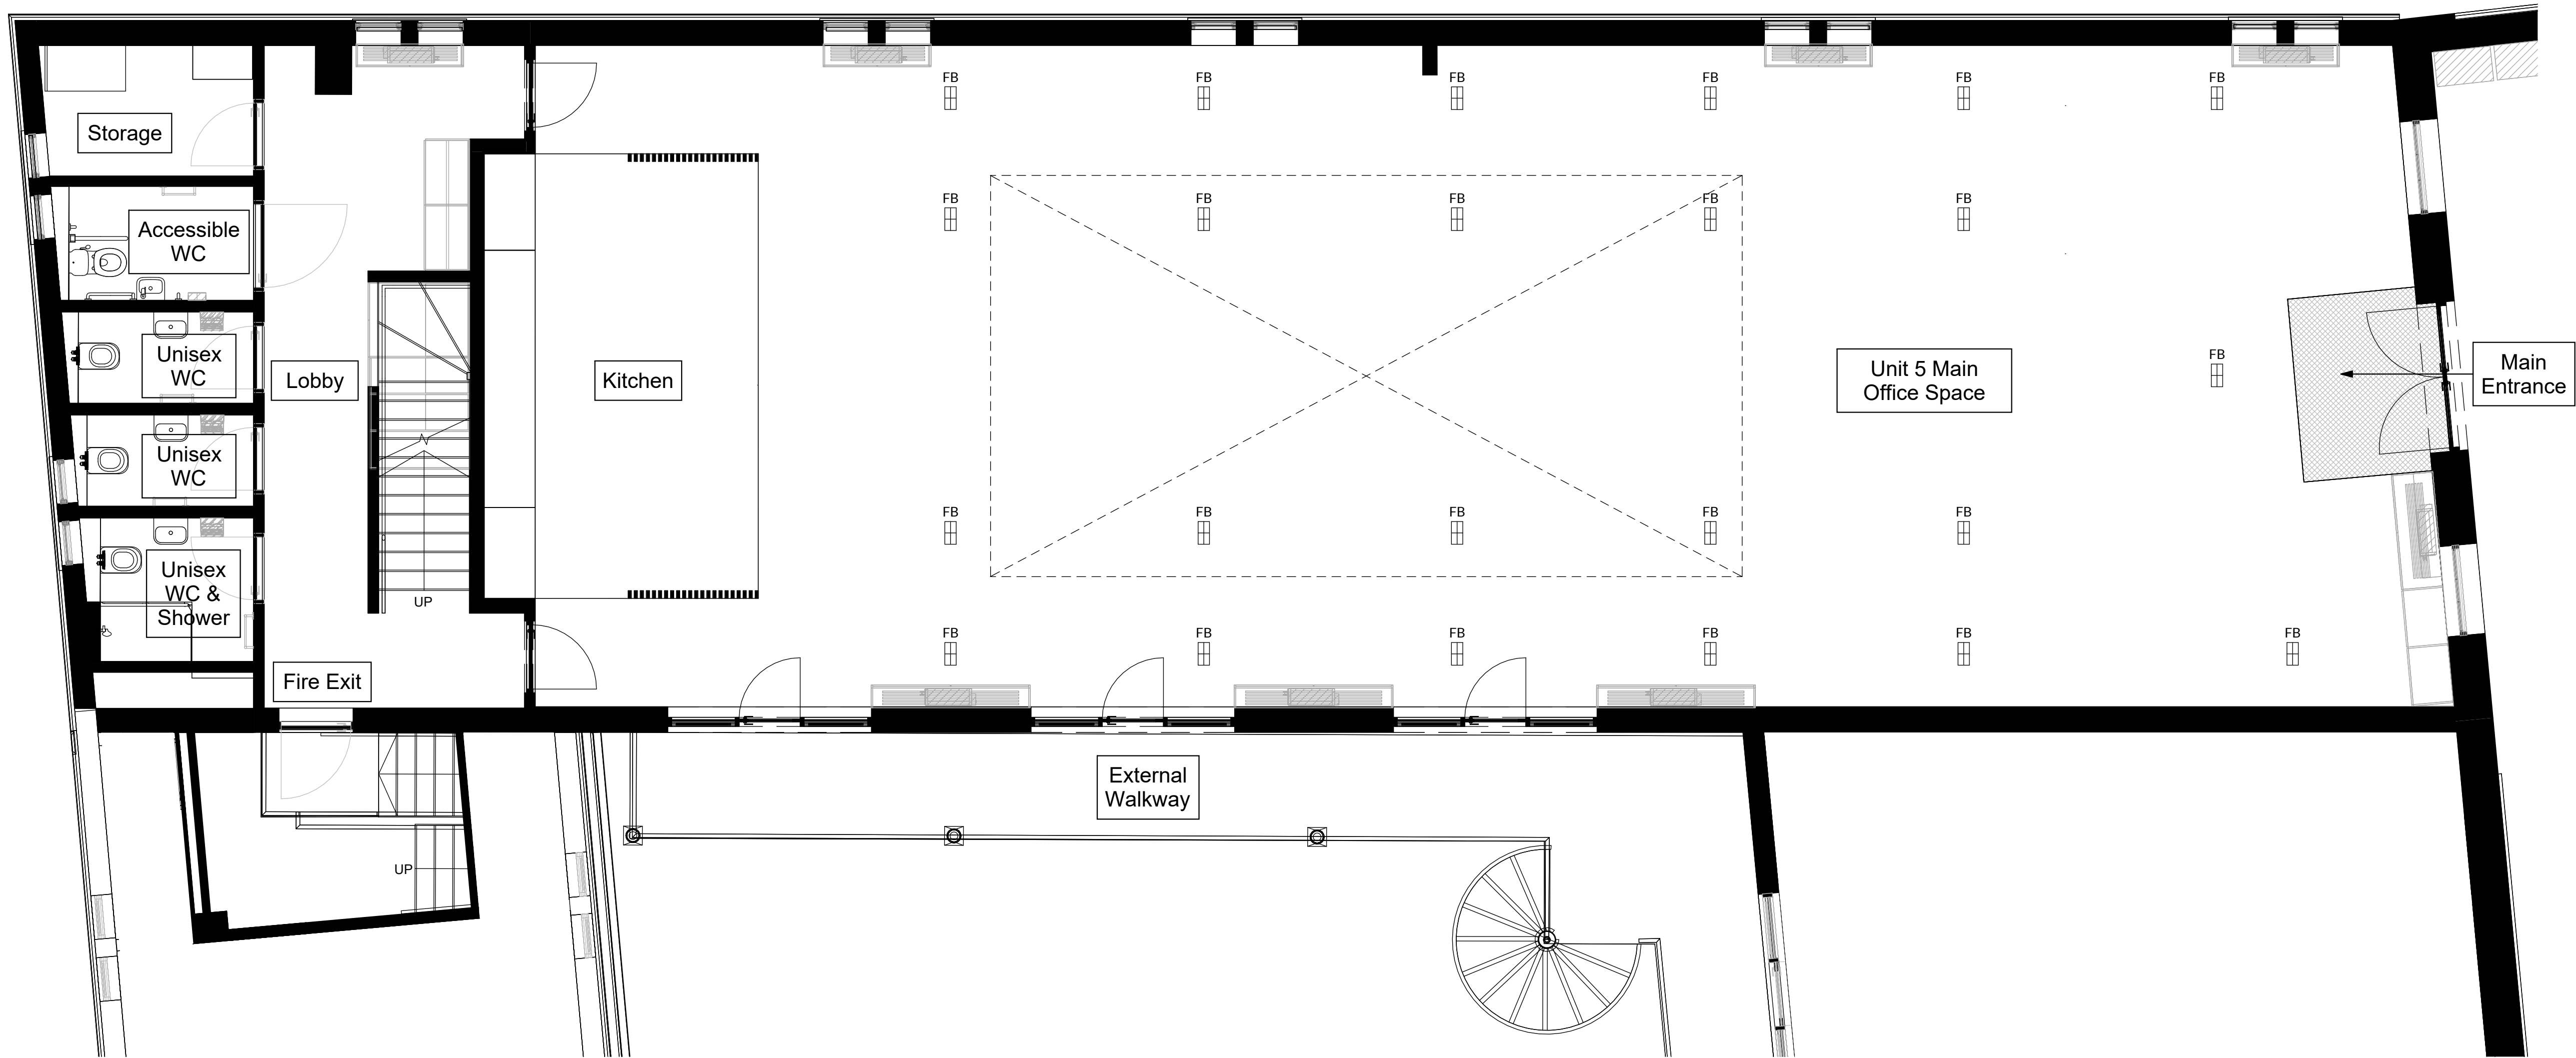 FB
FB
FB
FB
FB
FB
Storage
FB
FB
FB
FB
FB
Accessible
WC
Unisex
WC
Lobby
Kitchen
Unit 5 Main
Office Space
FB
Main
Entrance
Unisex
WC
FB
FB
FB
FB
FB
Unisex
WC &
Shower
UP
FB
FB
FB
FB
FB
FB
Fire Exit
External
Walkway
UP